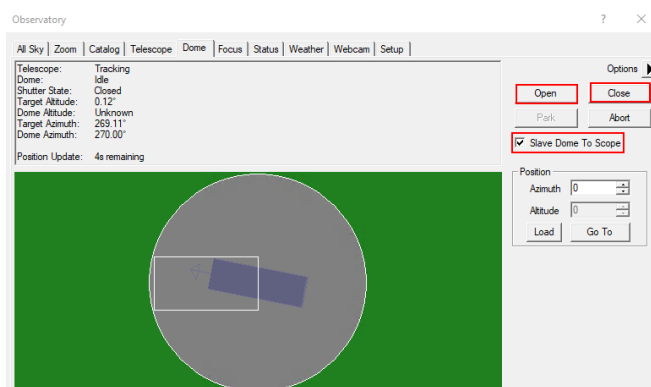 Observatory ? ×
All Sky Zoom Catalog Telescope Dome Focus Status Weather Webcam Setup
Telescope: Tracking
Dome: Idle
Shutter State: Closed
Target Altitude: 0.12°
Dome Altitude: Unknown
Target Azimuth: 269.11°
Dome Azimuth: 270.00°
Position Update: 4s remaining
Options
Open Close
Park Abort
Slave Dome To Scope
Position
Azimuth 0
Altitude 0
Load Go To